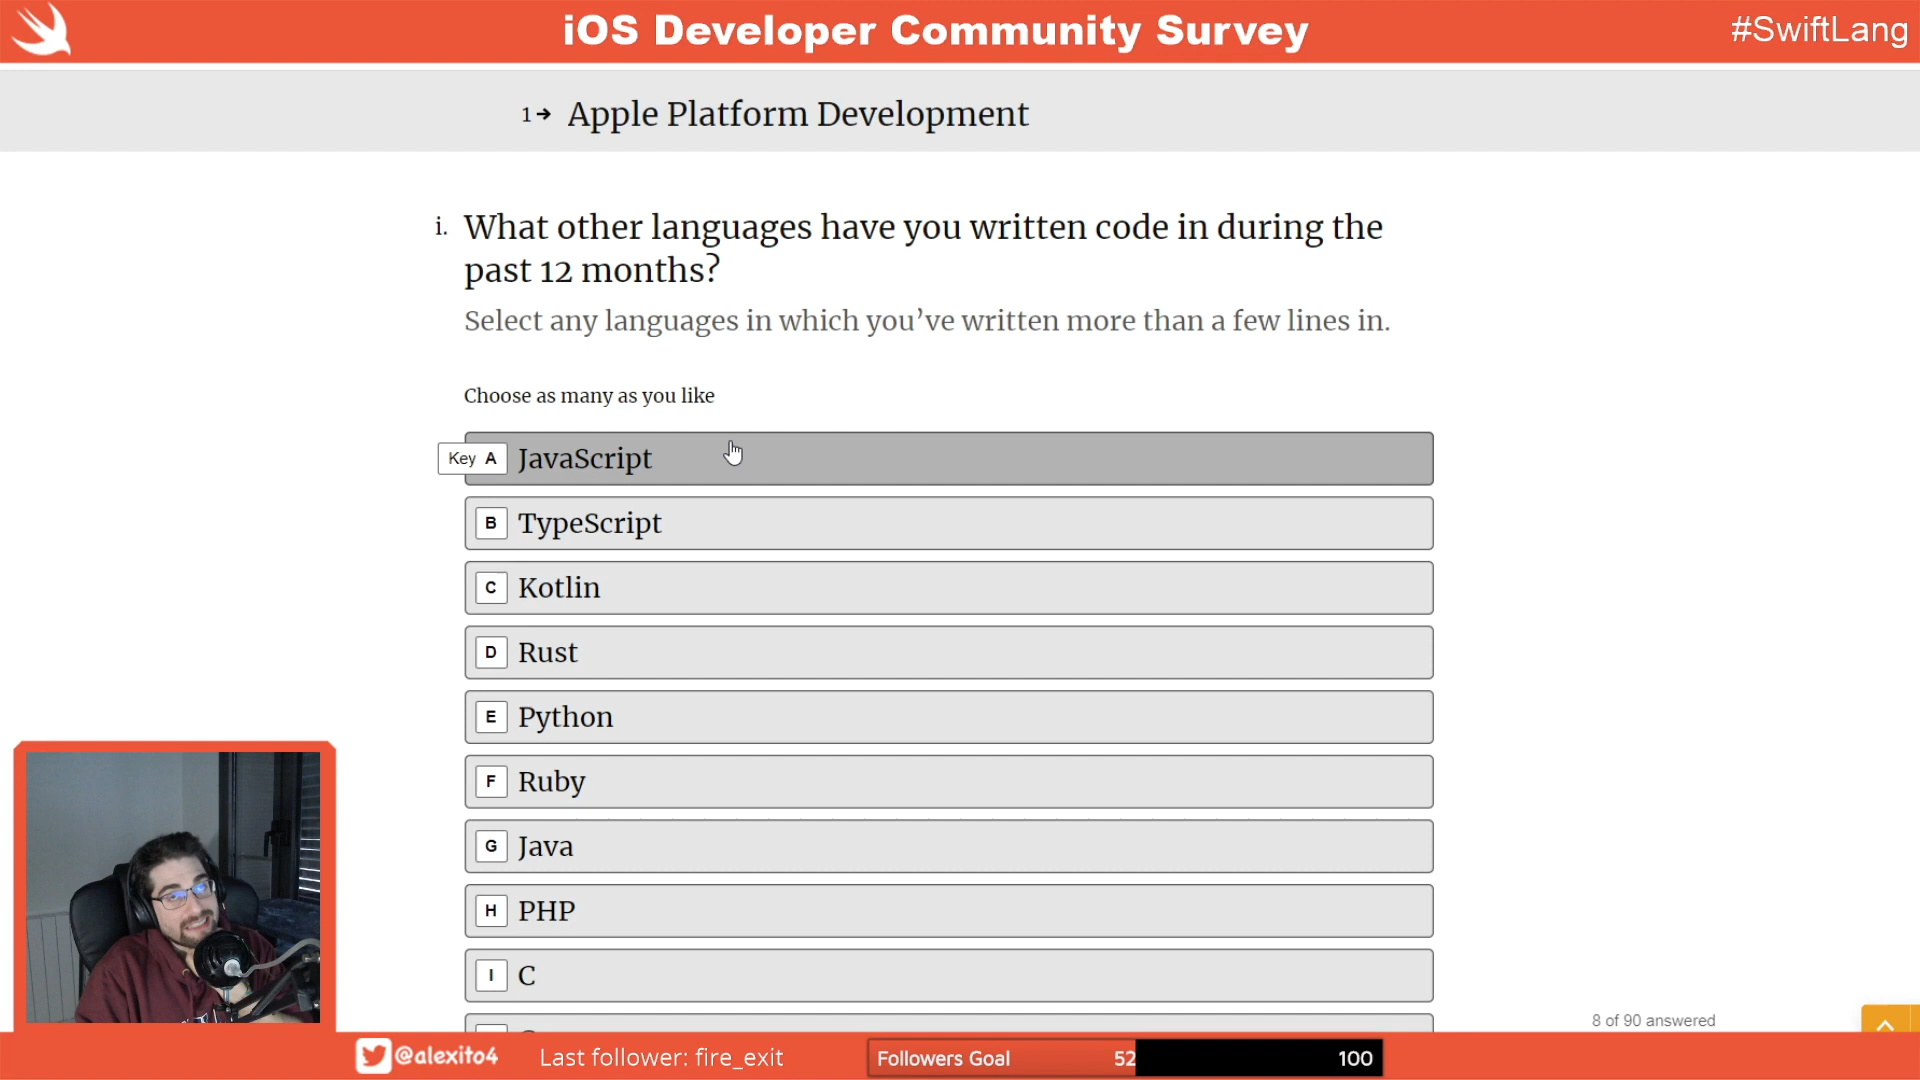 iOS Developer Community Survey
#SwiftLang
1 → Apple Platform Development
i. What other languages have you written code in during the
past 12 months?
Select any languages in which you’ve written more than a few lines in.
Choose as many as you like
Key A JavaScript
B TypeScript
C Kotlin
D Rust
E Python
F Ruby
G Java
H PHP
I C
8 of 90 answered
@alexito4
Last follower: fire_exit
Followers Goal 52 100